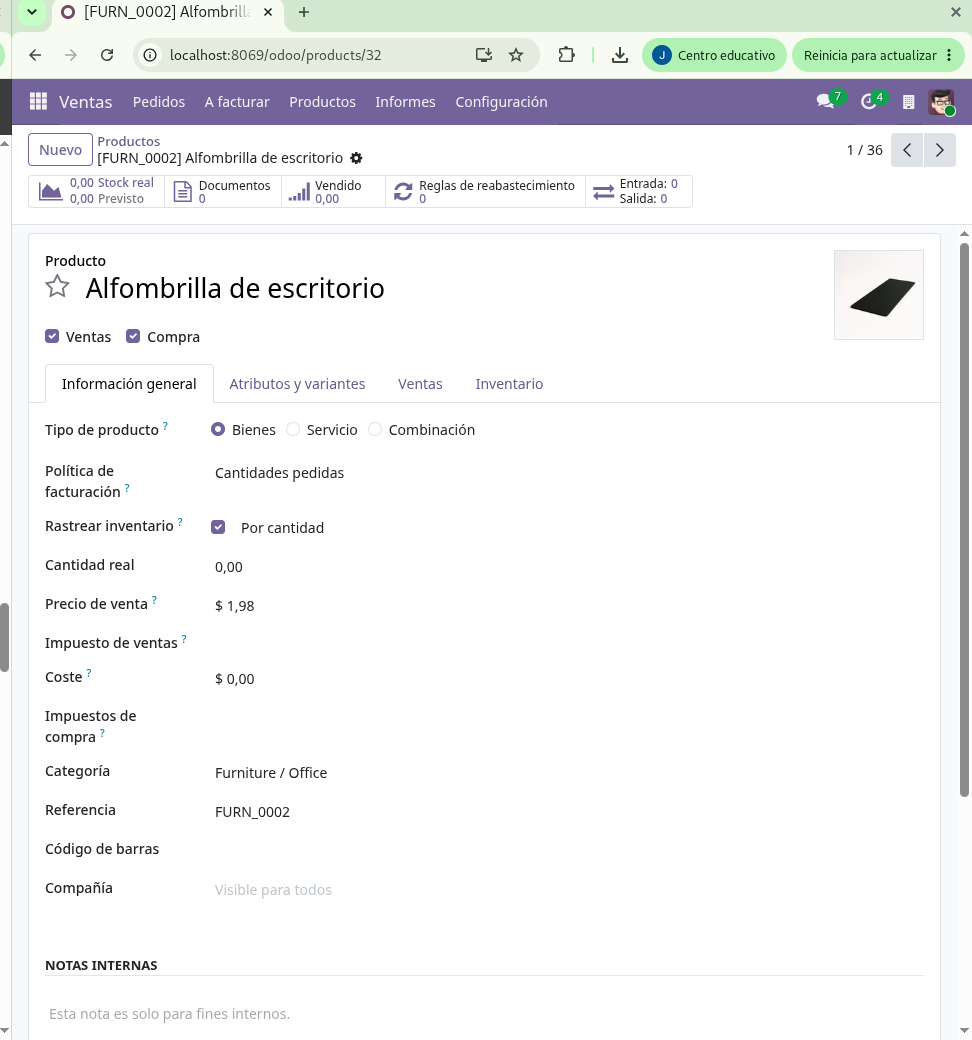 [FURN_0002] Alfombrilla
localhost:8069/odoo/products/32
J Centro educativo
Reinicia para actualizar
Ventas Pedidos A facturar Productos Informes Configuración 7 4
Nuevo
Productos
[FURN_0002] Alfombrilla de escritorio
1 / 36
0,00 Stock real
0,00 Previsto
Documentos
0
Vendido
0,00
Reglas de reabastecimiento
0
Entrada: 0
Salida: 0
Producto
Alfombrilla de escritorio
Ventas Compra
Información general Atributos y variantes Ventas Inventario
Tipo de producto ? Bienes Servicio Combinación
Política de
facturación ?
Cantidades pedidas
Rastrear inventario ? Por cantidad
Cantidad real 0,00
Precio de venta ? $ 1,98
Impuesto de ventas ?
Coste ? $ 0,00
Impuestos de
compra ?
Categoría Furniture / Office
Referencia FURN_0002
Código de barras
Compañía Visible para todos
NOTAS INTERNAS
Esta nota es solo para fines internos.